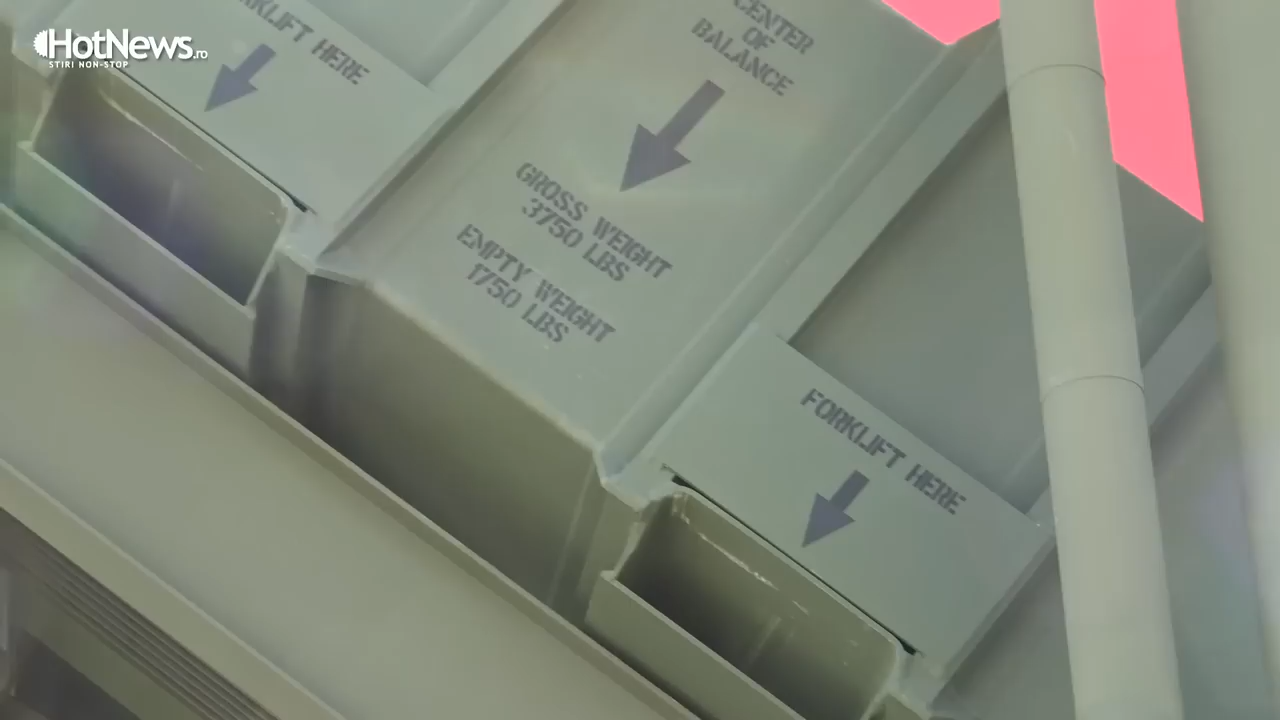 HotNews.ro
STIRI NON-STOP
FORKLIFT HERE
CENTER
OF
BALANCE
GROSS WEIGHT
3750 LBS
EMPTY WEIGHT
1750 LBS
FORKLIFT HERE